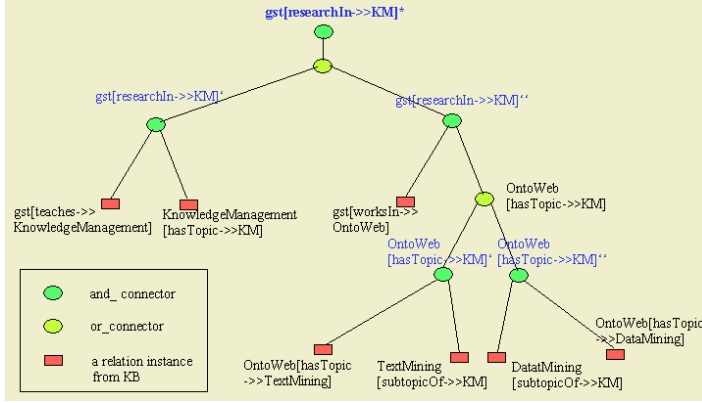 gst[researchIn->>KM]*
gst[researchIn->>KM]‘
gst[researchIn->>KM]‘‘
gst[teaches->>
KnowledgeManagement]
KnowledgeManagement
[hasTopic->>KM]
gst[worksIn->>
OntoWeb]
OntoWeb
[hasTopic->>KM]
OntoWeb
[hasTopic->>KM]‘
OntoWeb
[hasTopic->>KM]‘‘
and_ connector
or_connector
a relation instance
from KB
OntoWeb[hasTopic
->>TextMining]
TextMining
[subtopicOf->>KM]
DatatMining
[subtopicOf->>KM]
OntoWeb[hasTopic
->>DataMining]